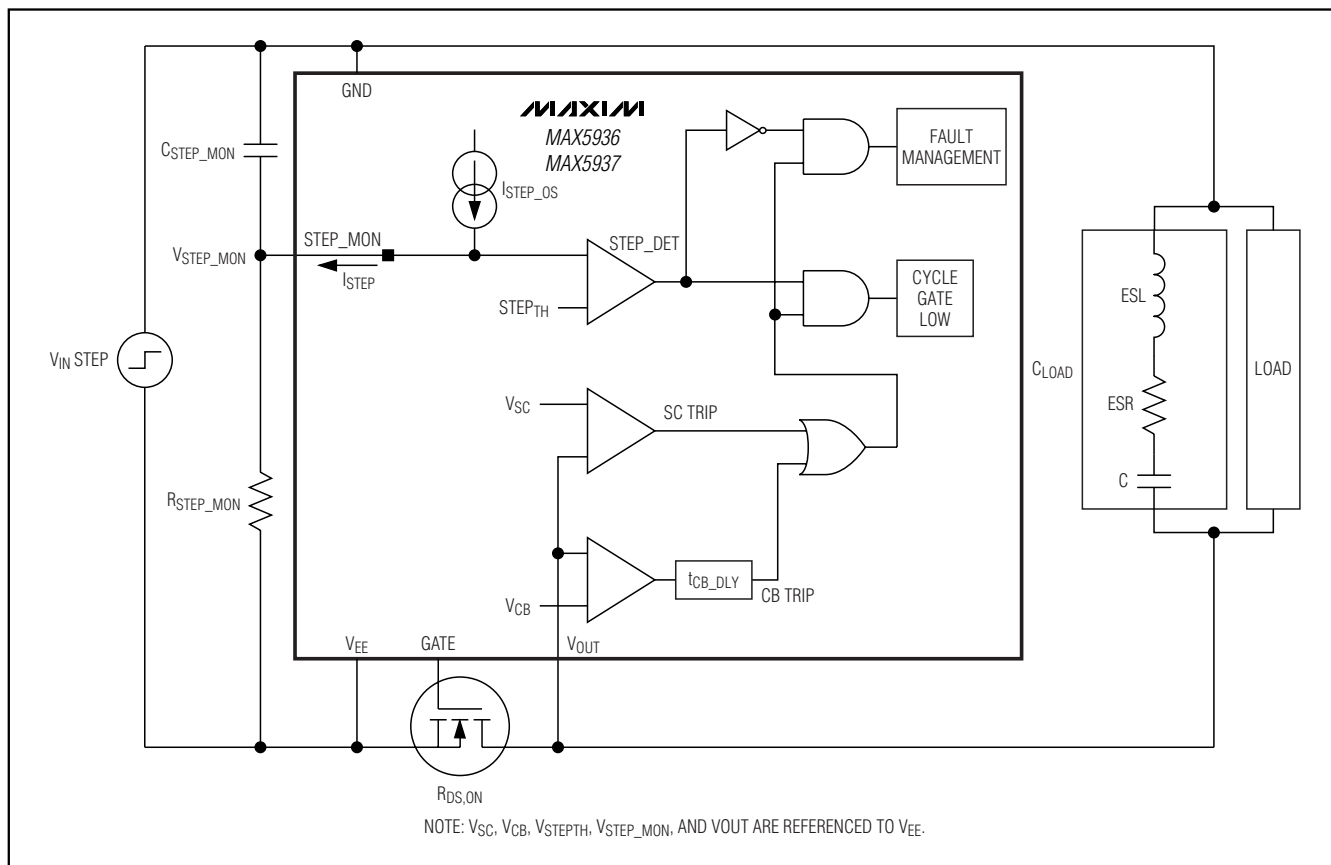 GND
MAXIM
MAX5936
MAX5937
CSTEP_MON
ISTEP_OS
FAULT
MANAGEMENT
VSTEP_MON
STEP_MON
ISTEP
STEP_DET
STEPTH
CYCLE
GATE
LOW
VIN STEP
CLOAD
ESL
ESR
C
LOAD
VSC
SC TRIP
RSTEP_MON
VCB
tCB_DLY
CB TRIP
VEE
GATE
VOUT
RDS,ON
NOTE: VSC, VCB, VSTEPTH, VSTEP_MON, AND VOUT ARE REFERENCED TO VEE.